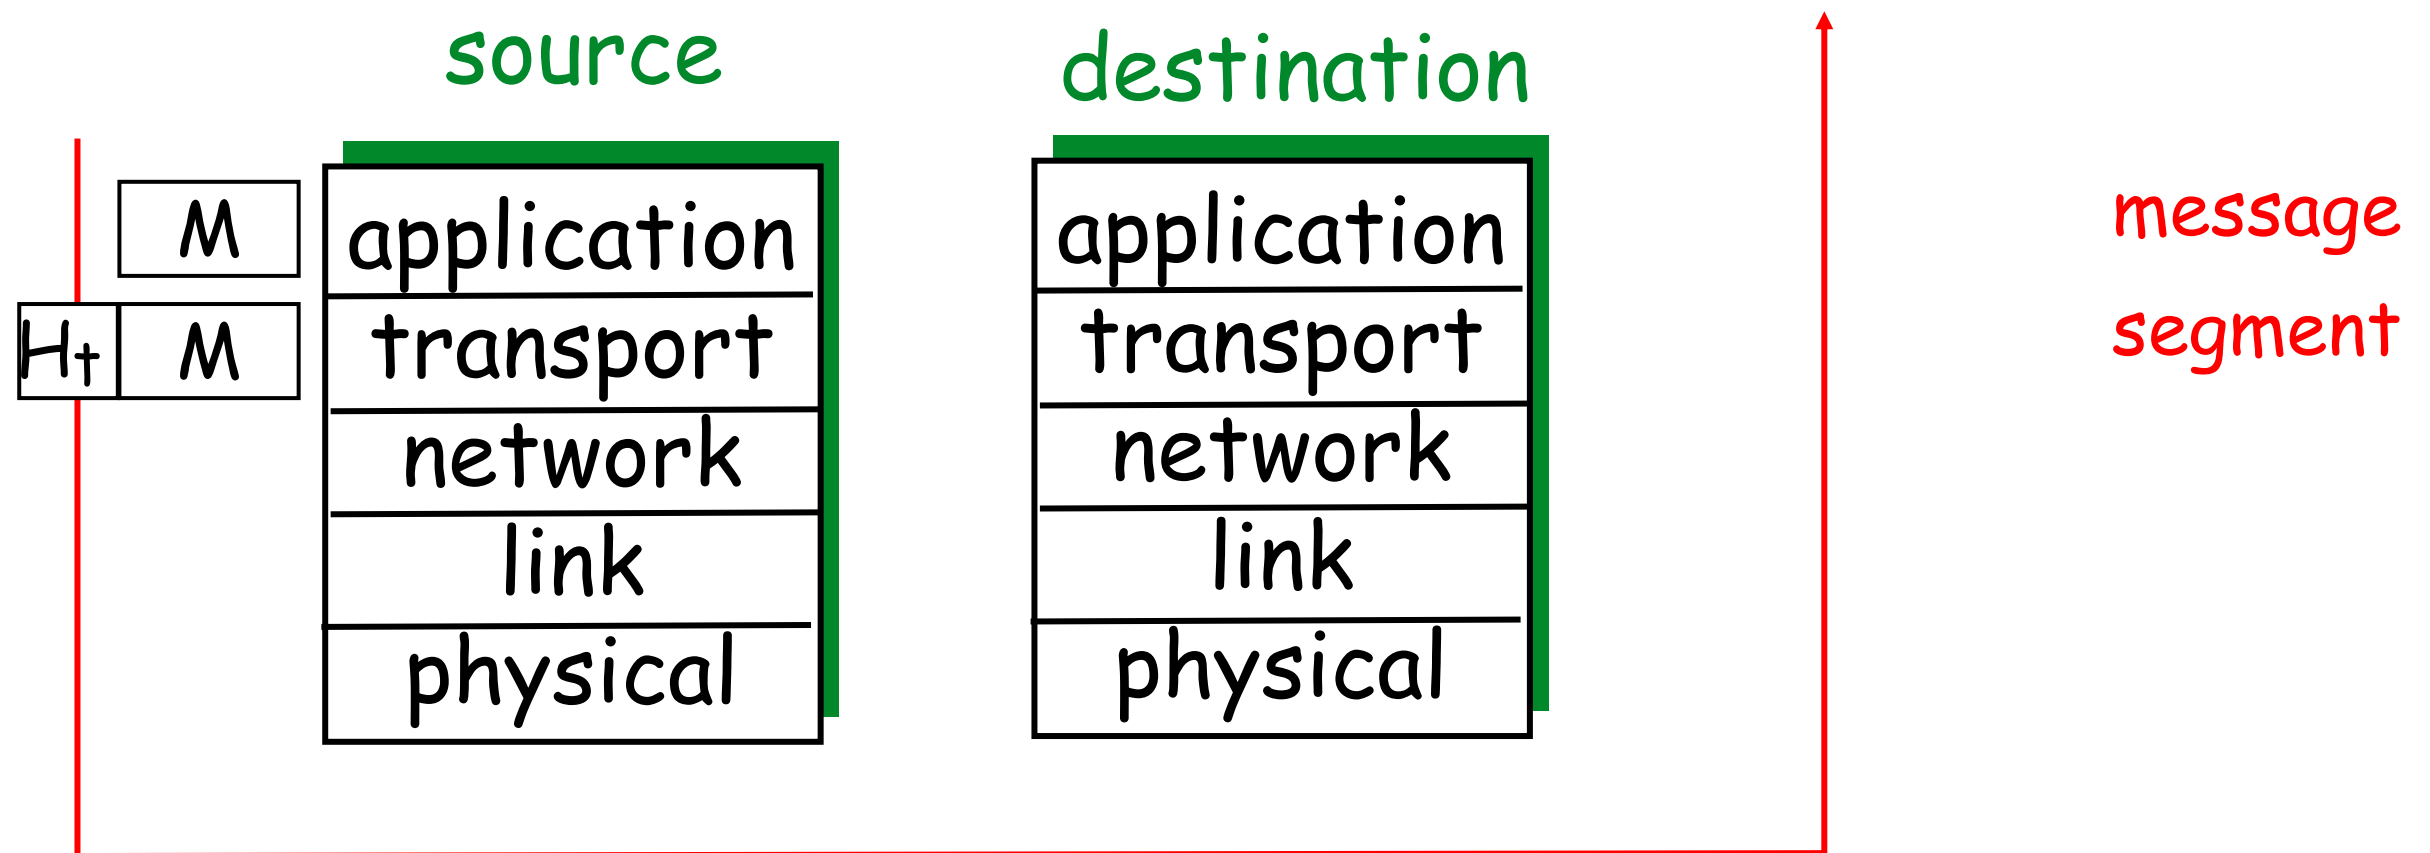 source
destination
M
application
application
message
Ht
M
transport
transport
segment
network
network
link
link
physical
physical